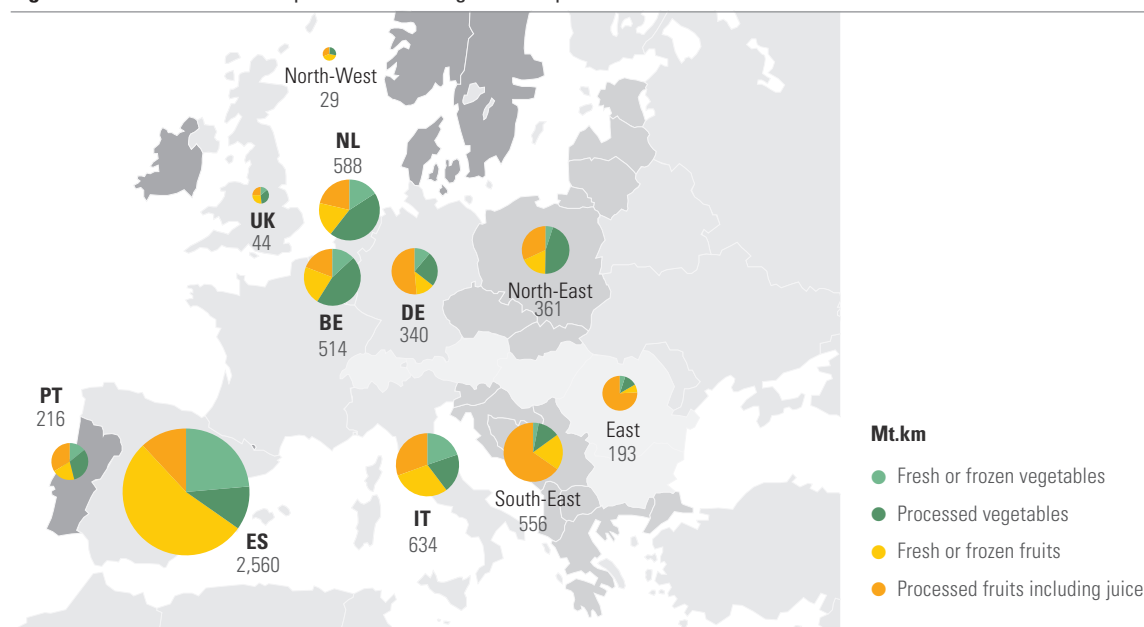 North-West
29
NL
588
UK
44
BE
514
DE
340
North-East
361
PT
216
ES
2,560
IT
634
South-East
556
East
193
Mt.km
Fresh or frozen vegetables
Processed vegetables
Fresh or frozen fruits
Processed fruits including juice